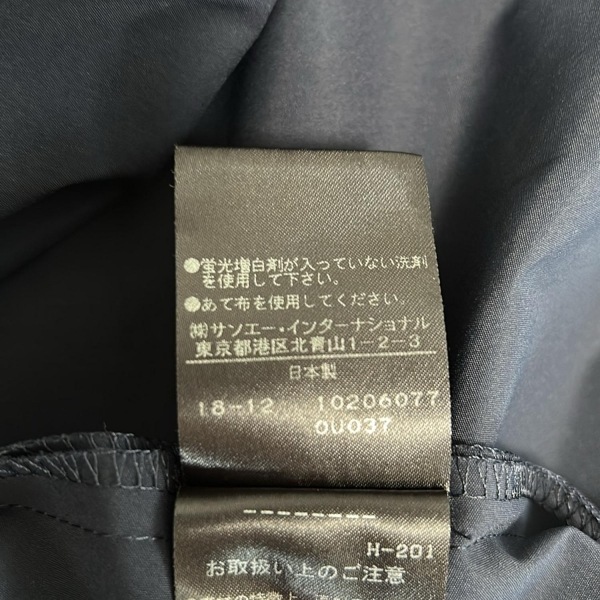 ●蛍光増白剤が入っていない洗剤
を使用して下さい。
●あて布を使用してください。
㈱サンエー・インターナショナル
東京都港区北青山1-2-3
日本製
18-12 10206077
0U037
--------
H-201
お取扱い上のご注意